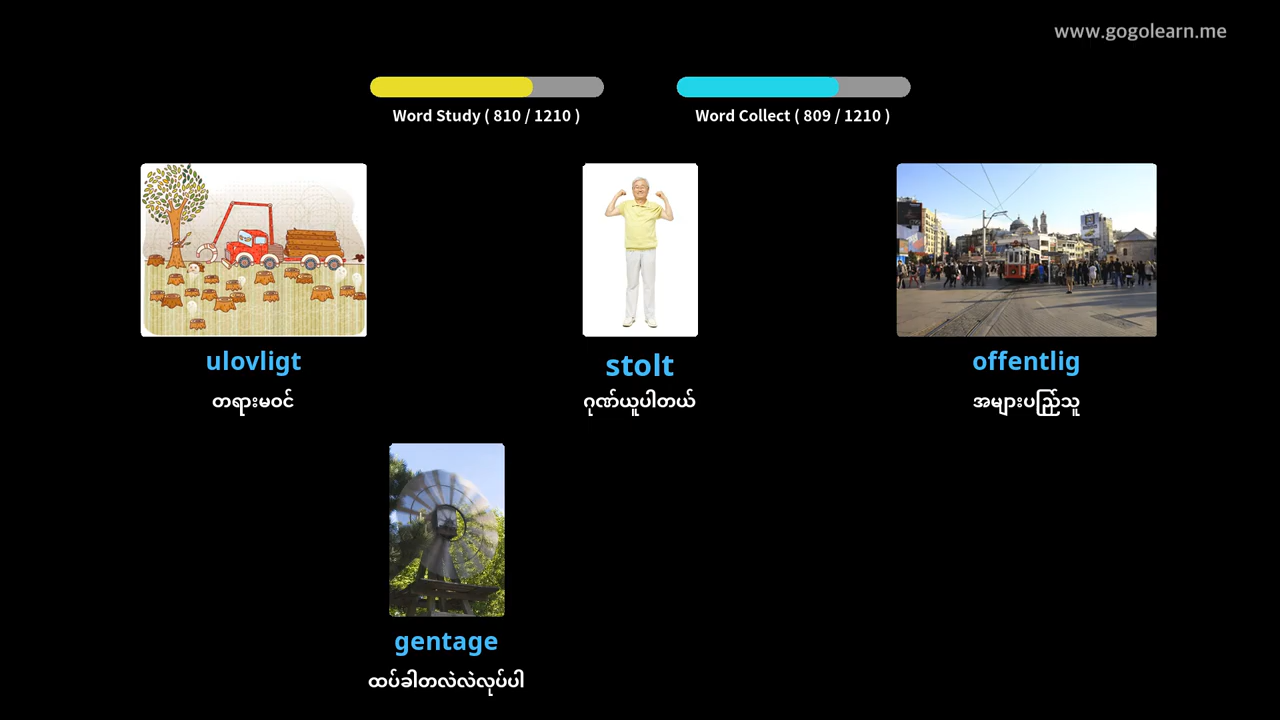 www.gogolearn.me
Word Study ( 810 / 1210 )
Word Collect ( 809 / 1210 )
ulovligt
stolt
offentlig
တရားမဝင်
ဂုဏ်ယူပါတယ်
အများပြည်သူ
gentage
ထပ်ခါတလဲလဲလုပ်ပါ